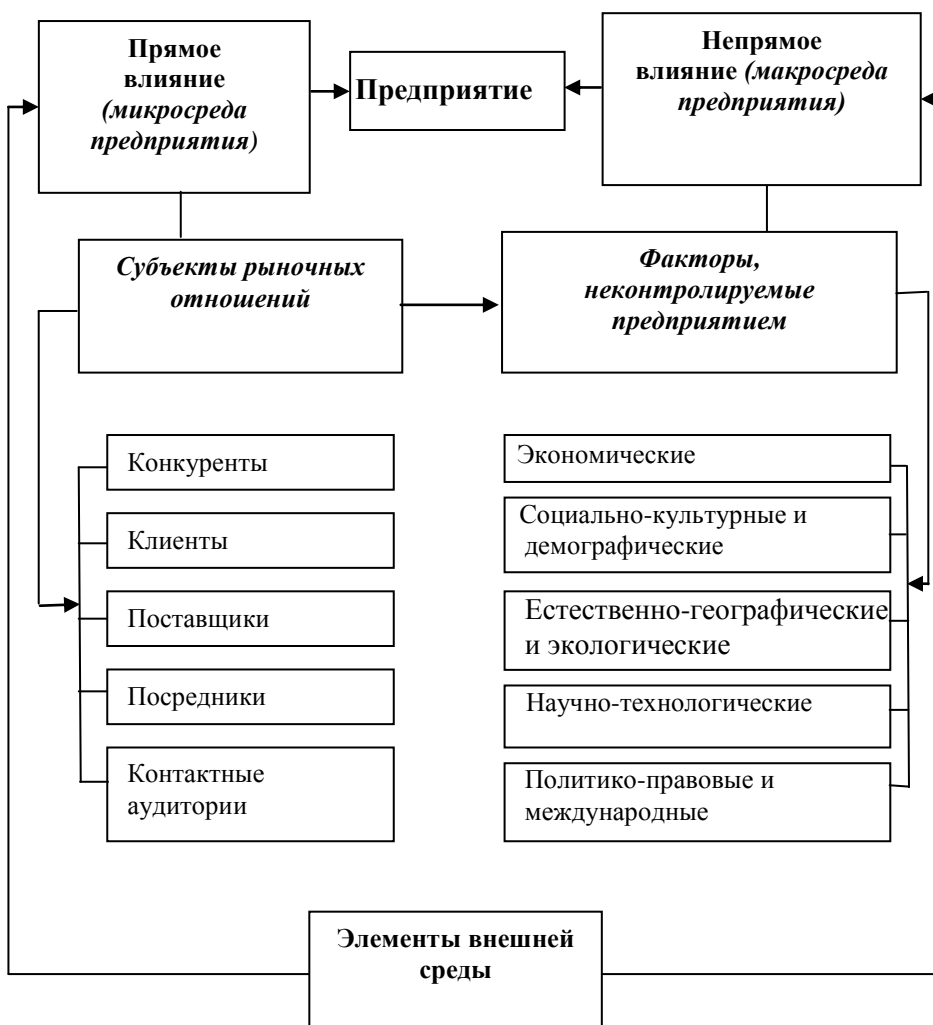 Прямое
влияние
(микросреда
предприятия)
Предприятие
Непрямое
влияние (макросреда
предприятия)
Субъекты рыночных
отношений
Факторы,
неконтролируемые
предприятием
Конкуренты
Клиенты
Поставщики
Посредники
Контактные
аудитории
Экономические
Социально-культурные и
демографические
Естественно-географические
и экологические
Научно-технологические
Политико-правовые и
международные
Элементы внешней
среды